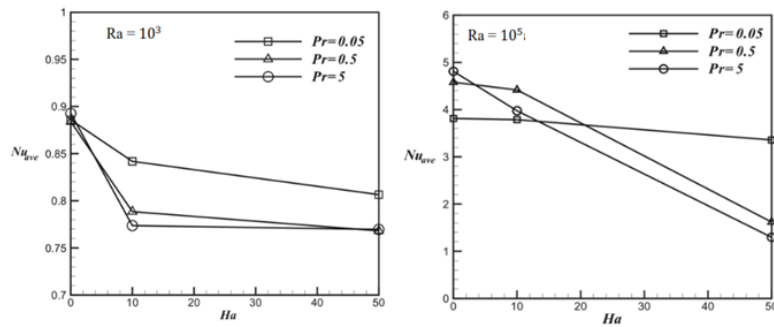 Ra = 10³
Pr=0.05
Pr=0.5
Pr=5
1
0.95
0.9
0.85
0.8
0.75
0.7
Nu_ave
0 10 20 30 40 50
Ha
Ra = 10⁵
Pr=0.05
Pr=0.5
Pr=5
6
5
4
3
2
1
0
Nu_ave
0 10 20 30 40 50
Ha